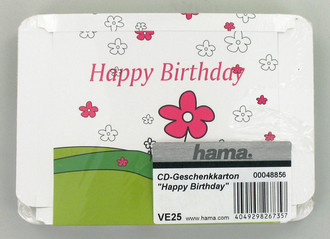 Happy Birthday
hama.
CD-Geschenkkarton 00048856
"Happy Birthday"
VE25 www.hama.com 4049298267357